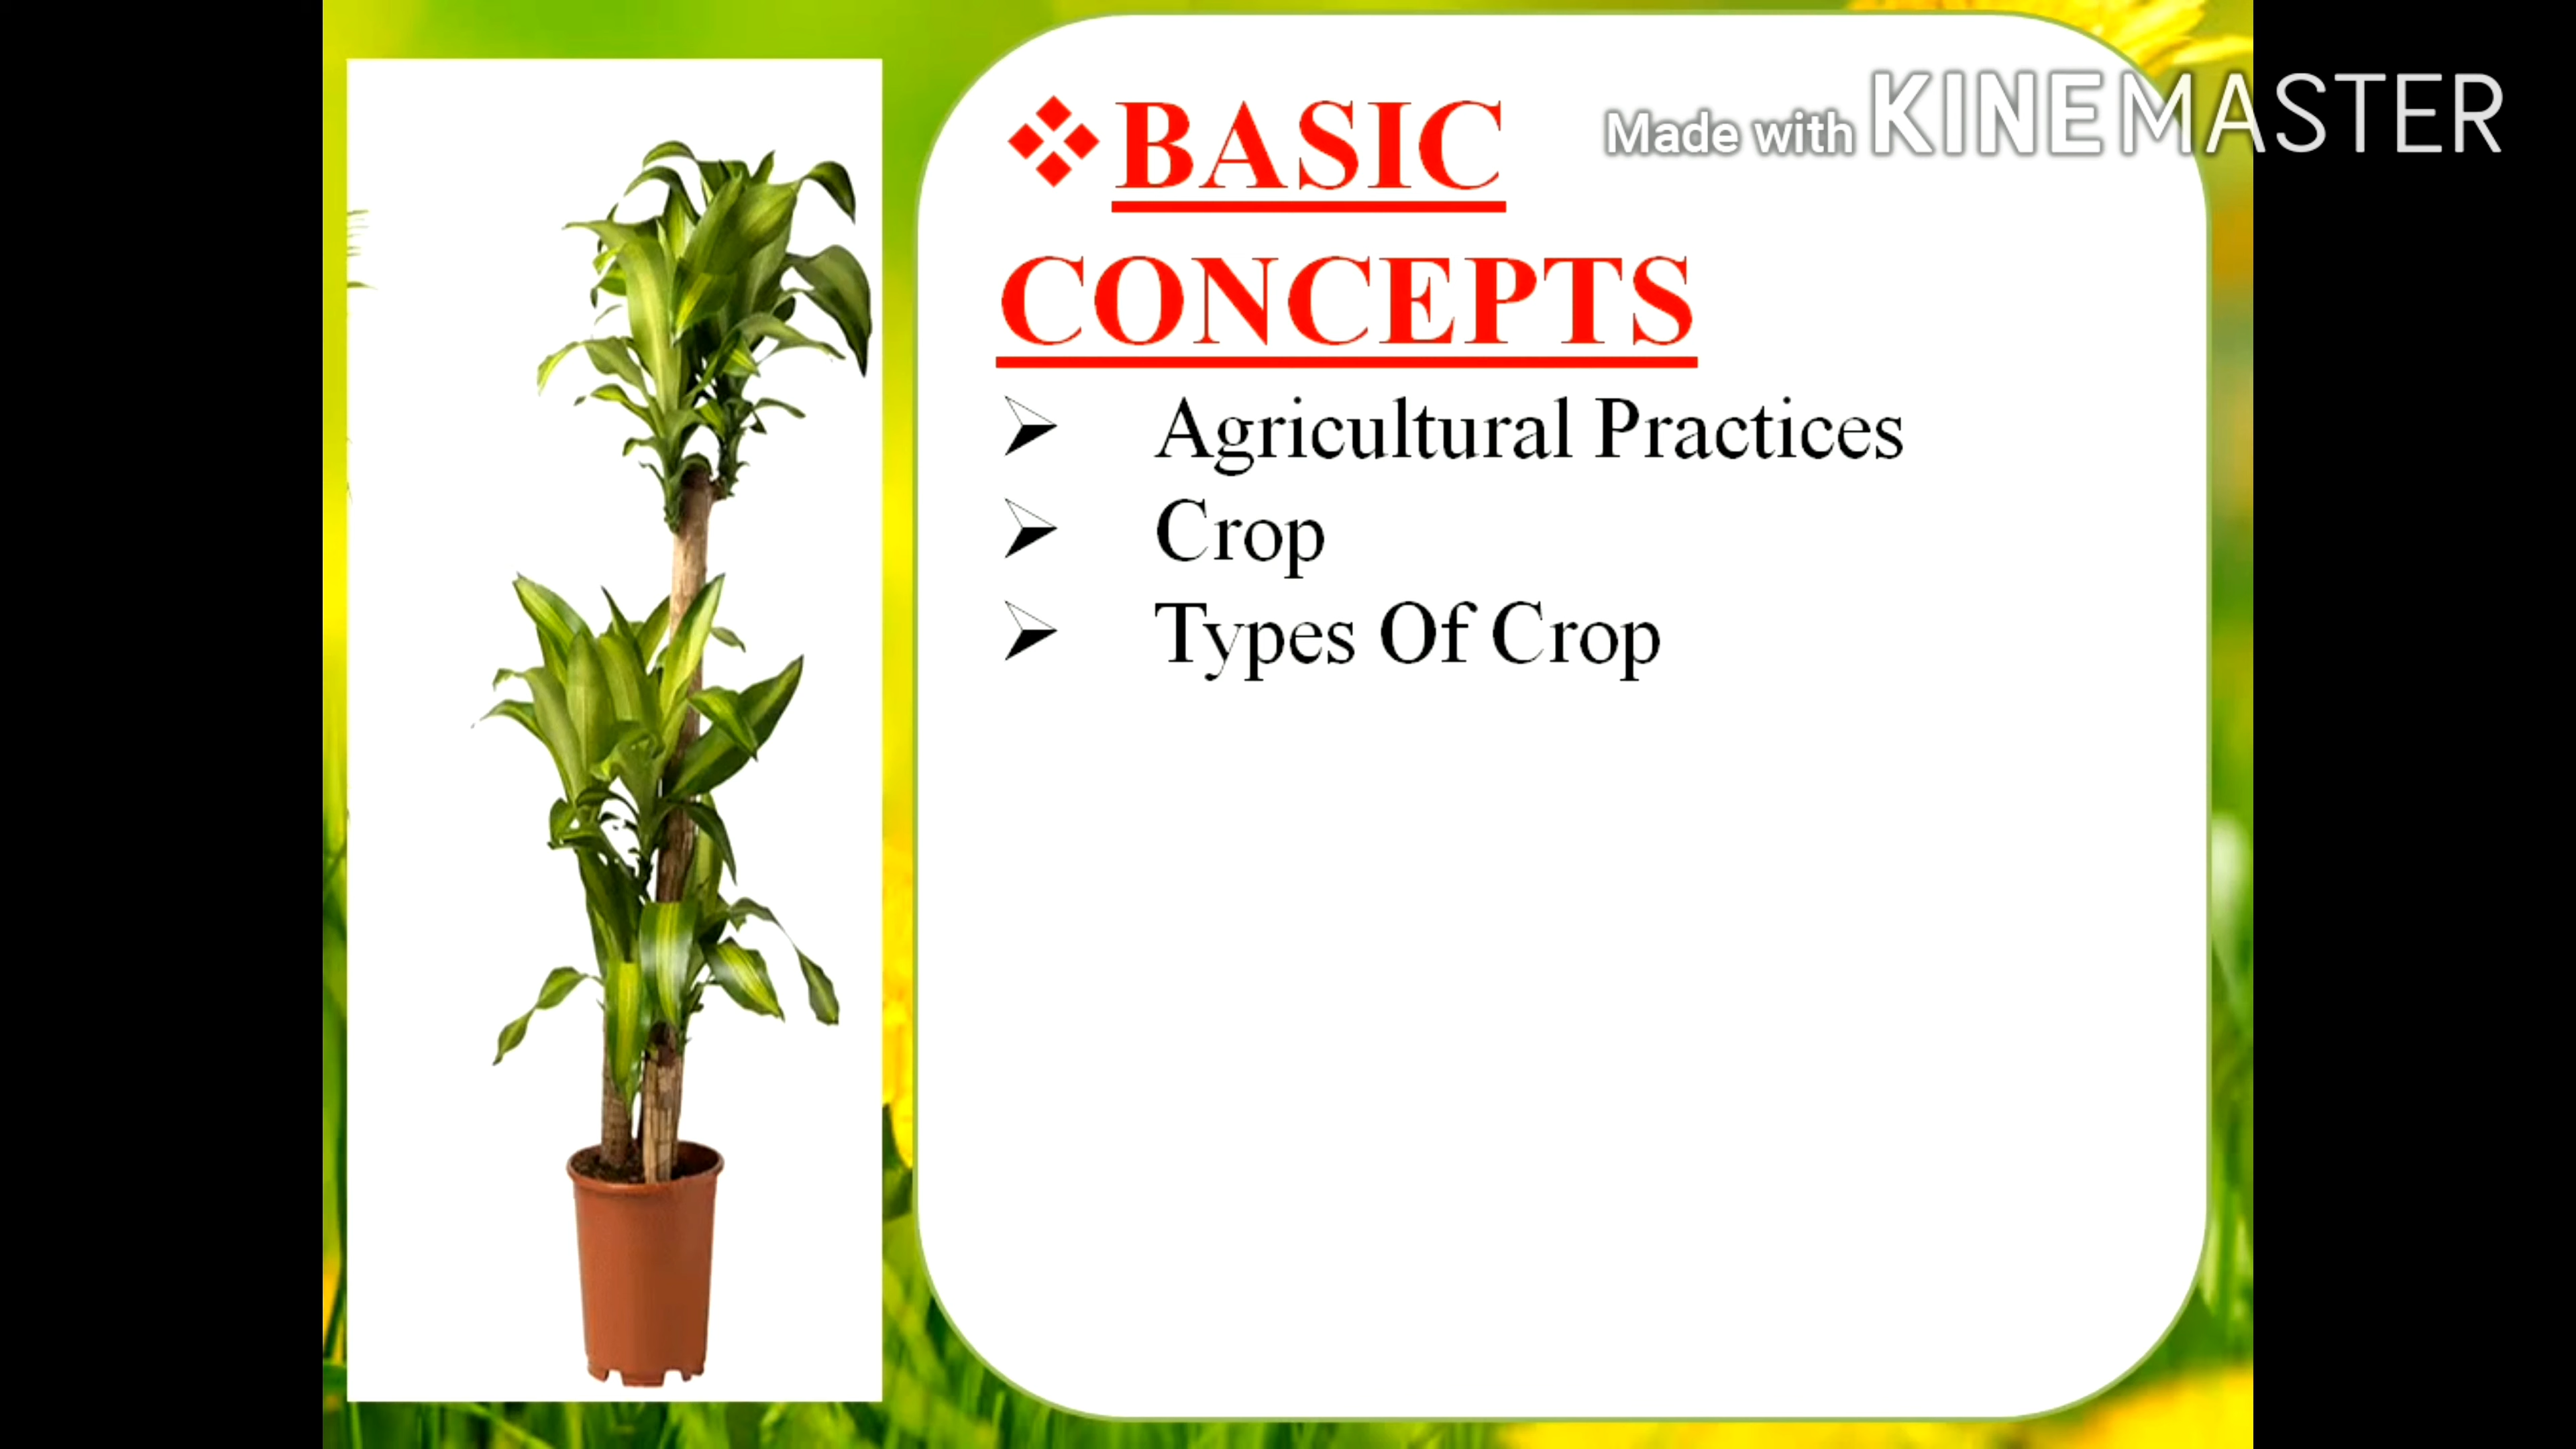 ❖BASIC
CONCEPTS
Made with KINEMASTER
➢ Agricultural Practices
➢ Crop
➢ Types Of Crop